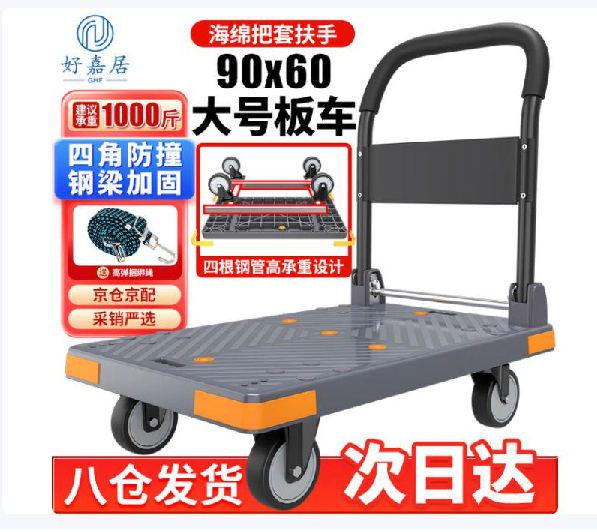 好嘉居
GHF
海绵把套扶手
90x60
大号板车
建议承重1000斤
四角防撞
钢梁加固
四根钢管高承重设计
送 高弹捆绑绳
京仓京配
采销严选
八仓发货
次日达